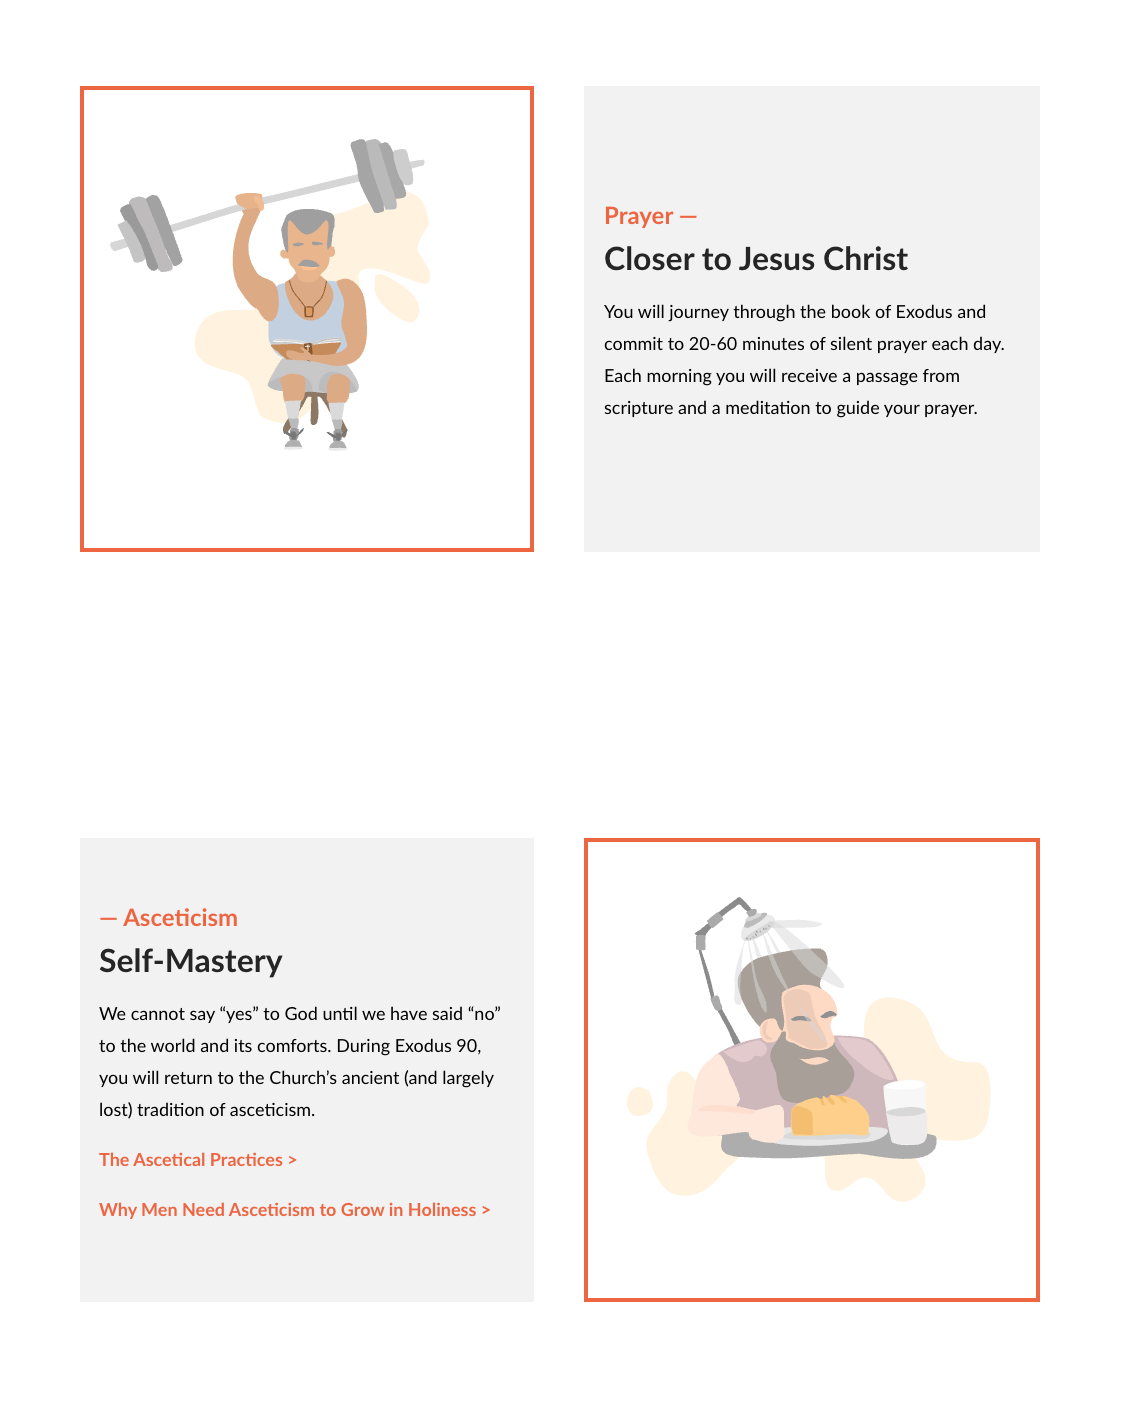 Prayer —
Closer to Jesus Christ
You will journey through the book of Exodus and
commit to 20-60 minutes of silent prayer each day.
Each morning you will receive a passage from
scripture and a meditation to guide your prayer.
— Asceticism
Self-Mastery
We cannot say “yes” to God until we have said “no”
to the world and its comforts. During Exodus 90,
you will return to the Church’s ancient (and largely
lost) tradition of asceticism.
The Ascetical Practices >
Why Men Need Asceticism to Grow in Holiness >